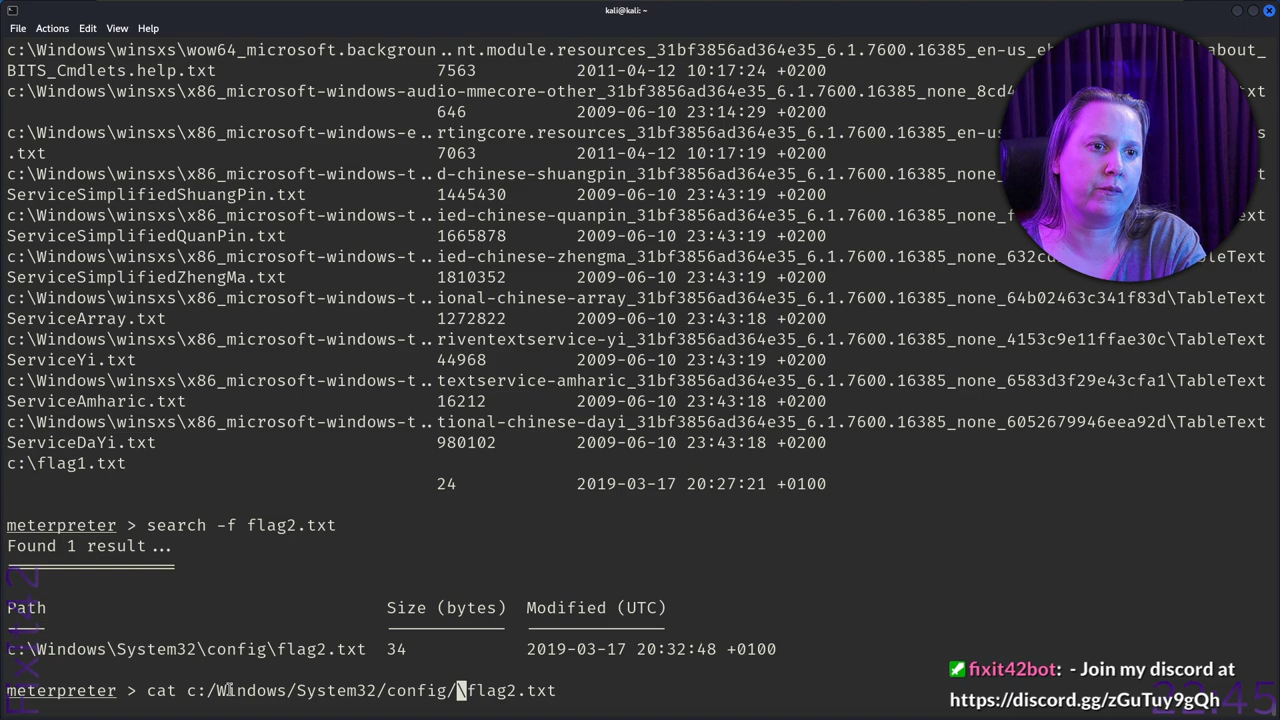 kali@kali: ~
File Actions Edit View Help
c:\Windows\winsxs\wow64_microsoft.backgroun..nt.module.resources_31bf3856ad364e35_6.1.7600.16385_en-us_
BITS_Cmdlets.help.txt 7563 2011-04-12 10:17:24 +0200
c:\Windows\winsxs\x86_microsoft-windows-audio-mmecore-other_31bf3856ad364e35_6.1.7600.16385_none_8cd4
646 2009-06-10 23:14:29 +0200
c:\Windows\winsxs\x86_microsoft-windows-e..rtingcore.resources_31bf3856ad364e35_6.1.7600.16385_en-us
.txt 7063 2011-04-12 10:17:19 +0200
c:\Windows\winsxs\x86_microsoft-windows-t..d-chinese-shuangpin_31bf3856ad364e35_6.1.7600.16385_none_
ServiceSimplifiedShuangPin.txt 1445430 2009-06-10 23:43:19 +0200
c:\Windows\winsxs\x86_microsoft-windows-t..ied-chinese-quanpin_31bf3856ad364e35_6.1.7600.16385_none_f
ServiceSimplifiedQuanPin.txt 1665878 2009-06-10 23:43:19 +0200
c:\Windows\winsxs\x86_microsoft-windows-t..ied-chinese-zhengma_31bf3856ad364e35_6.1.7600.16385_none_632cd ableText
ServiceSimplifiedZhengMa.txt 1810352 2009-06-10 23:43:19 +0200
c:\Windows\winsxs\x86_microsoft-windows-t..ional-chinese-array_31bf3856ad364e35_6.1.7600.16385_none_64b02463c341f83d\TableText
ServiceArray.txt 1272822 2009-06-10 23:43:18 +0200
c:\Windows\winsxs\x86_microsoft-windows-t..riventextservice-yi_31bf3856ad364e35_6.1.7600.16385_none_4153c9e11ffae30c\TableText
ServiceYi.txt 44968 2009-06-10 23:43:19 +0200
c:\Windows\winsxs\x86_microsoft-windows-t..textservice-amharic_31bf3856ad364e35_6.1.7600.16385_none_6583d3f29e43cfa1\TableText
ServiceAmharic.txt 16212 2009-06-10 23:43:18 +0200
c:\Windows\winsxs\x86_microsoft-windows-t..tional-chinese-dayi_31bf3856ad364e35_6.1.7600.16385_none_6052679946eea92d\TableText
ServiceDaYi.txt 980102 2009-06-10 23:43:18 +0200
c:\flag1.txt
24 2019-03-17 20:27:21 +0100
meterpreter > search -f flag2.txt
Found 1 result...
Path Size (bytes) Modified (UTC)
c:\Windows\System32\config\flag2.txt 34 2019-03-17 20:32:48 +0100
meterpreter > cat c:/Windows/System32/config/\flag2.txt
Fixit42
fixit42bot: - Join my discord at
https://discord.gg/zGuTuy9gQh
22:45